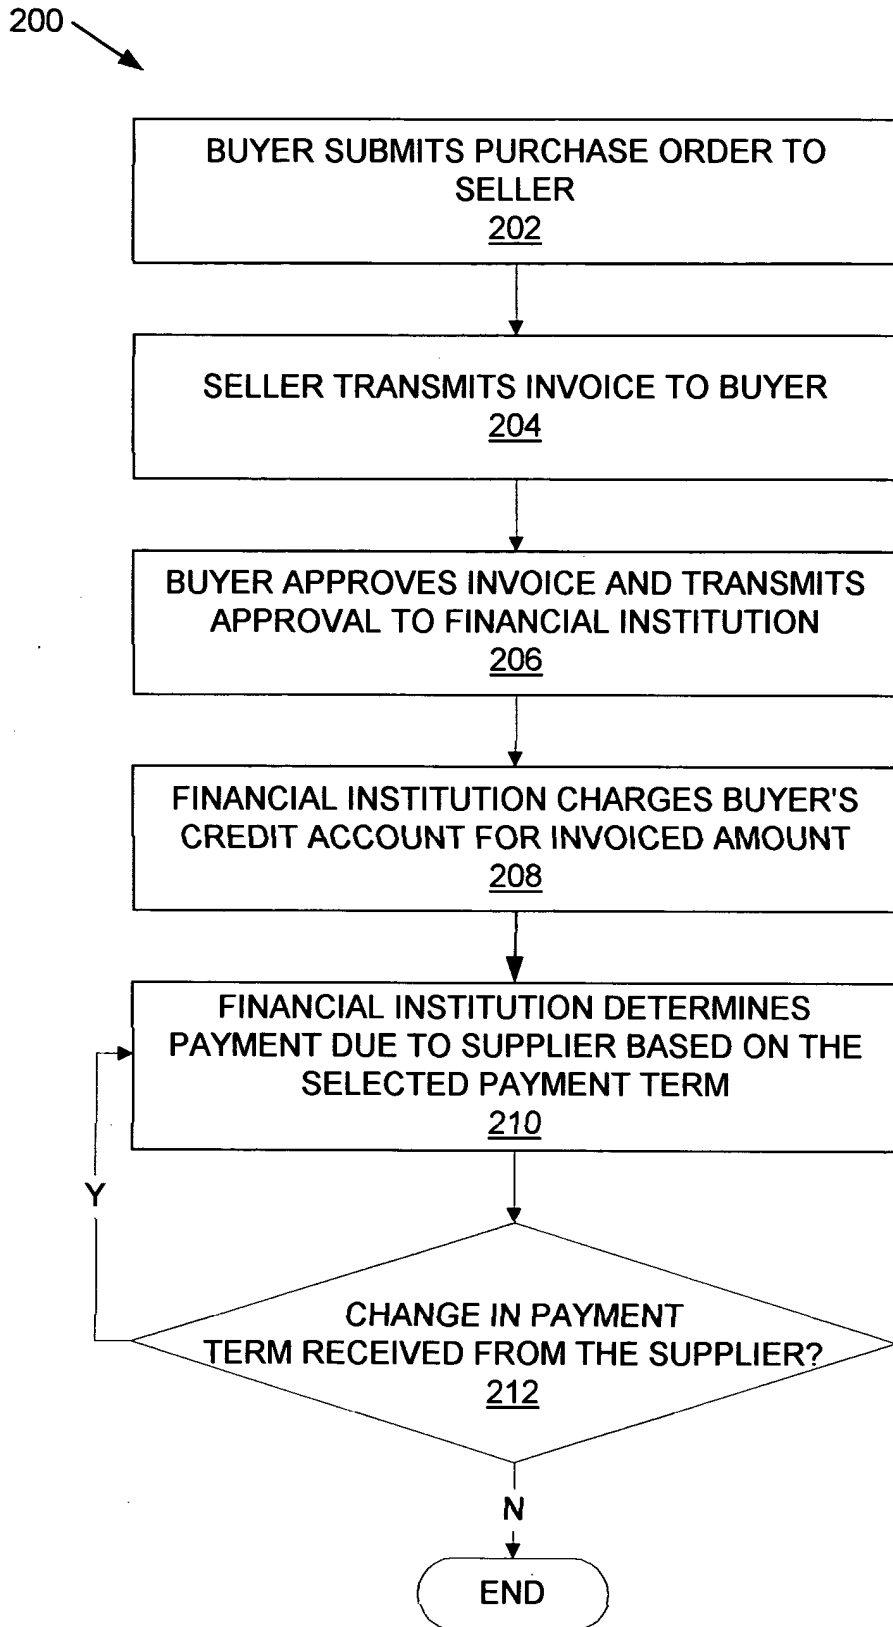 200
BUYER SUBMITS PURCHASE ORDER TO
SELLER
202
SELLER TRANSMITS INVOICE TO BUYER
204
BUYER APPROVES INVOICE AND TRANSMITS
APPROVAL TO FINANCIAL INSTITUTION
206
FINANCIAL INSTITUTION CHARGES BUYER'S
CREDIT ACCOUNT FOR INVOICED AMOUNT
208
FINANCIAL INSTITUTION DETERMINES
PAYMENT DUE TO SUPPLIER BASED ON THE
SELECTED PAYMENT TERM
210
Y
CHANGE IN PAYMENT
TERM RECEIVED FROM THE SUPPLIER?
212
N
END